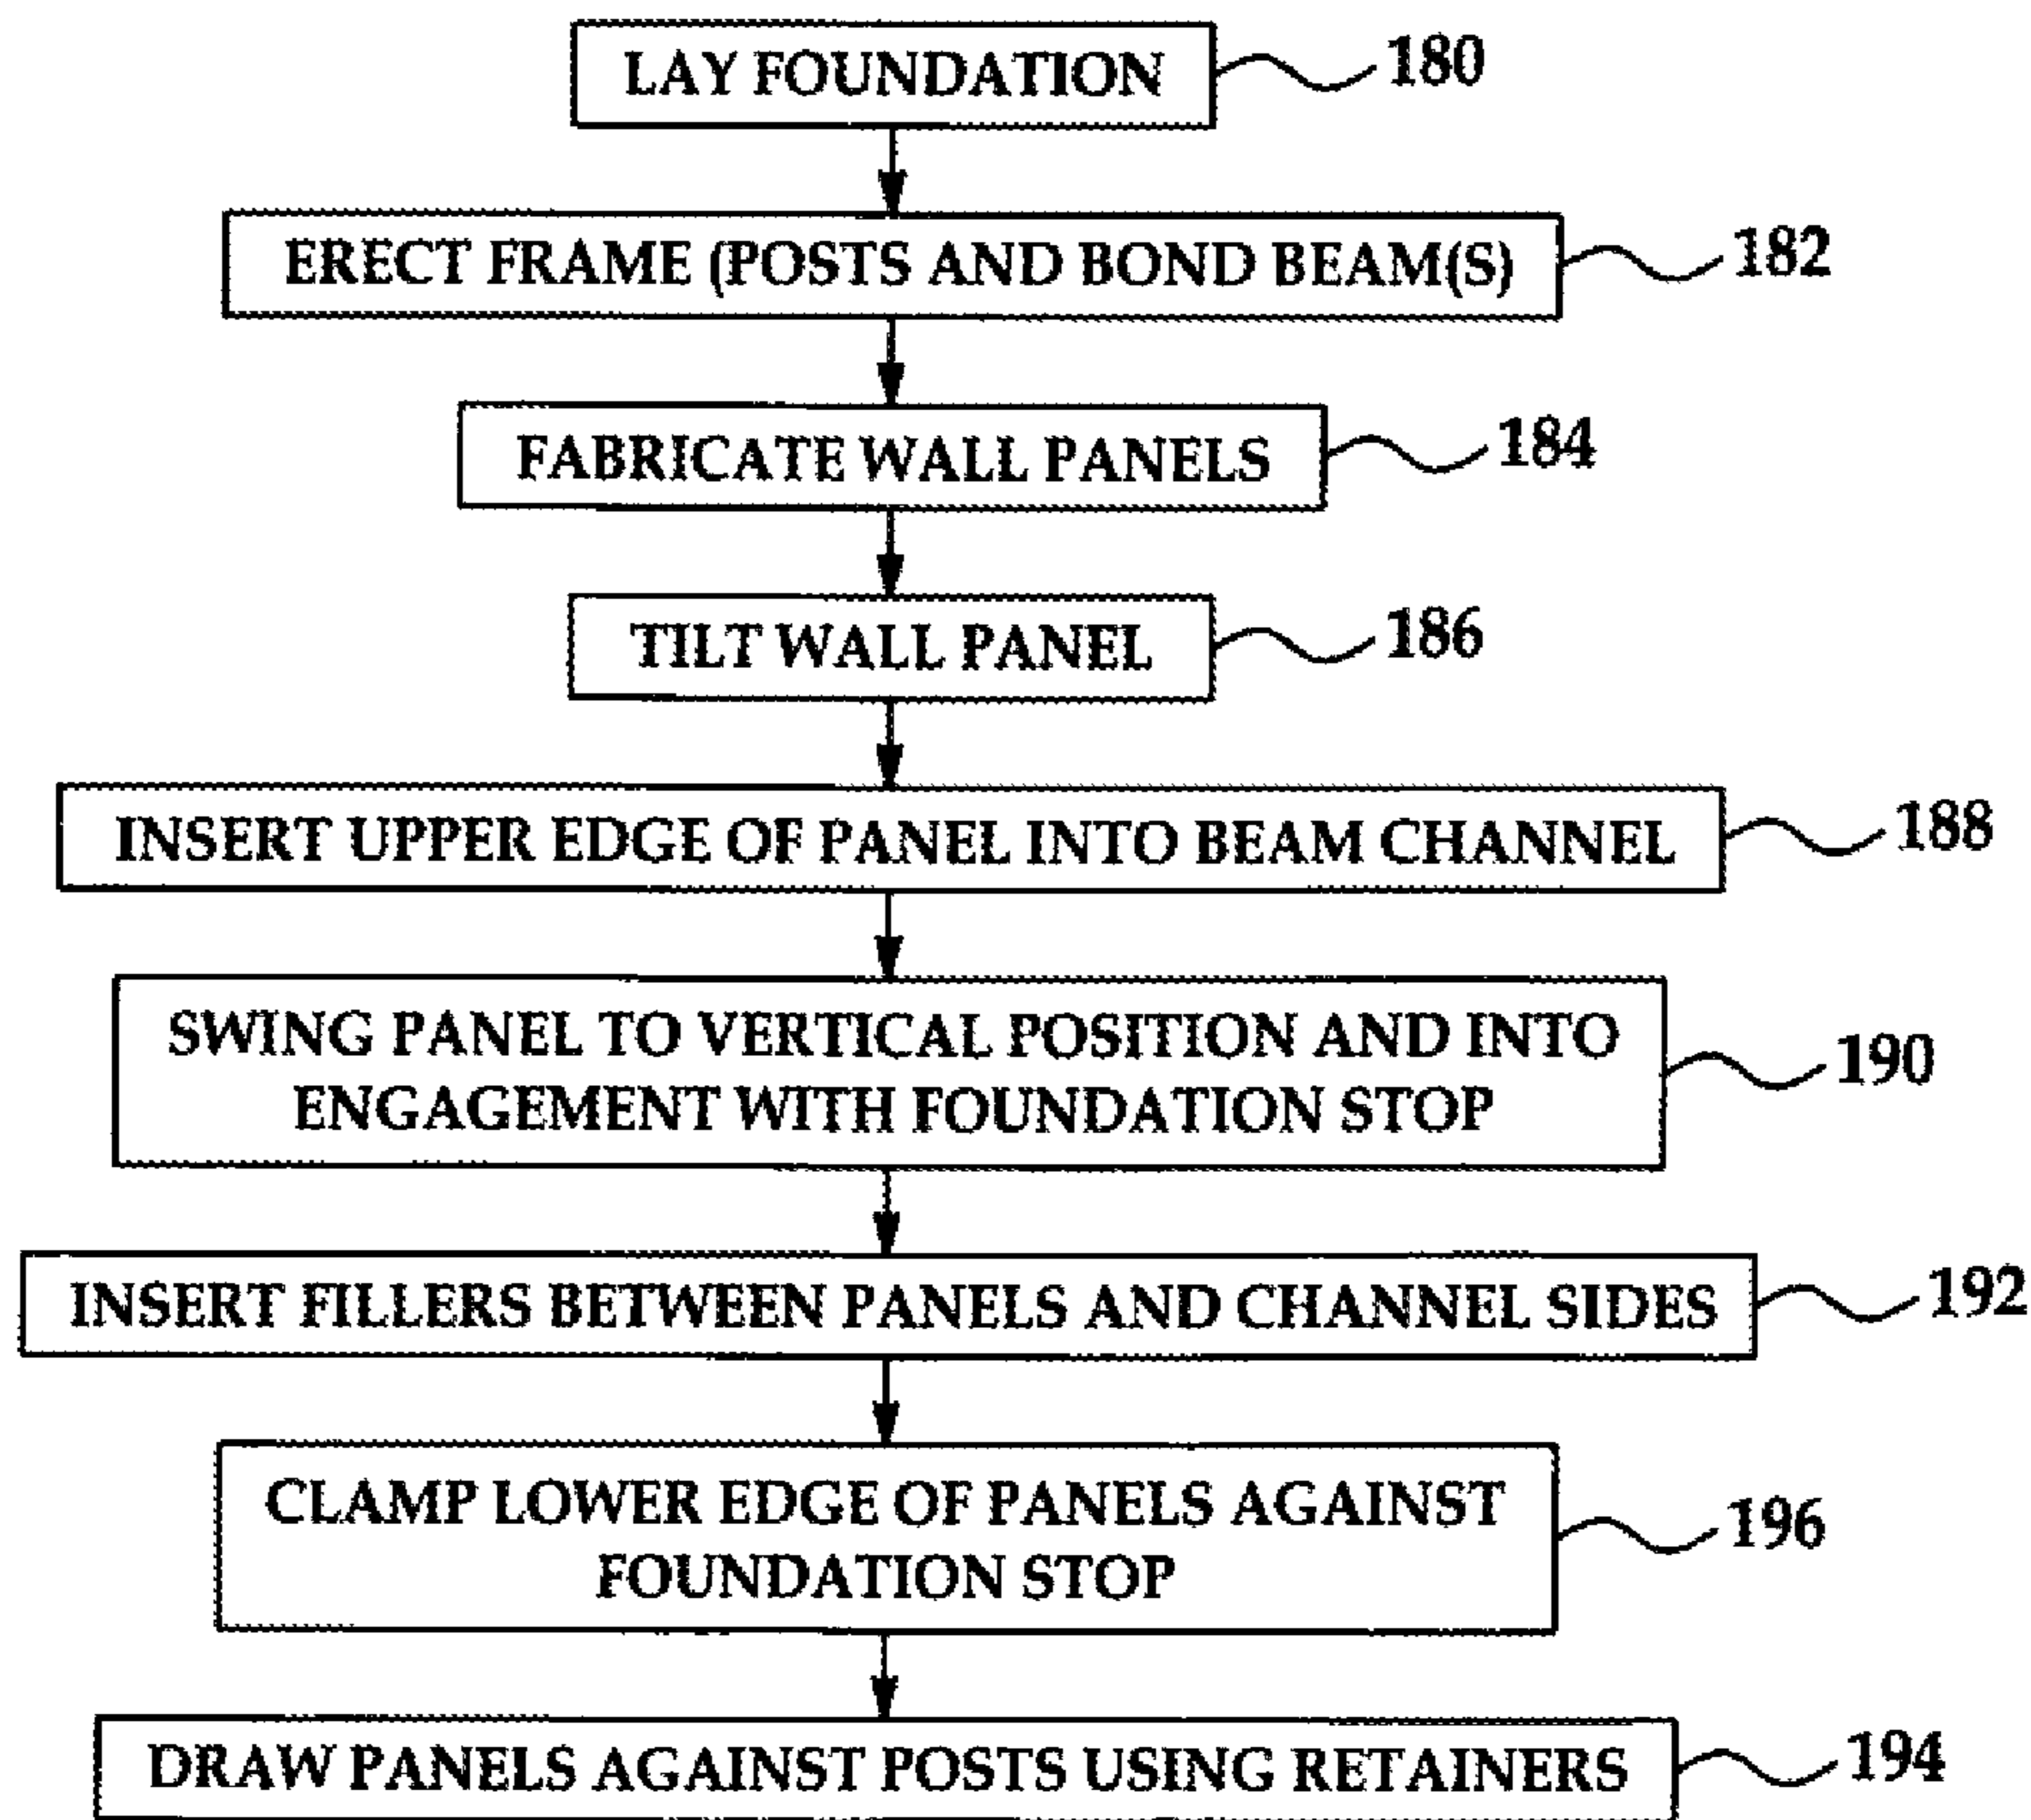 LAY FOUNDATION 180
ERECT FRAME (POSTS AND BOND BEAM(S) 182
FABRICATE WALL PANELS 184
TILT WALL PANEL 186
INSERT UPPER EDGE OF PANEL INTO BEAM CHANNEL 188
SWING PANEL TO VERTICAL POSITION AND INTO
ENGAGEMENT WITH FOUNDATION STOP
190
INSERT FILLERS BETWEEN PANELS AND CHANNEL SIDES 192
CLAMP LOWER EDGE OF PANELS AGAINST
FOUNDATION STOP
196
DRAW PANELS AGAINST POSTS USING RETAINERS 194